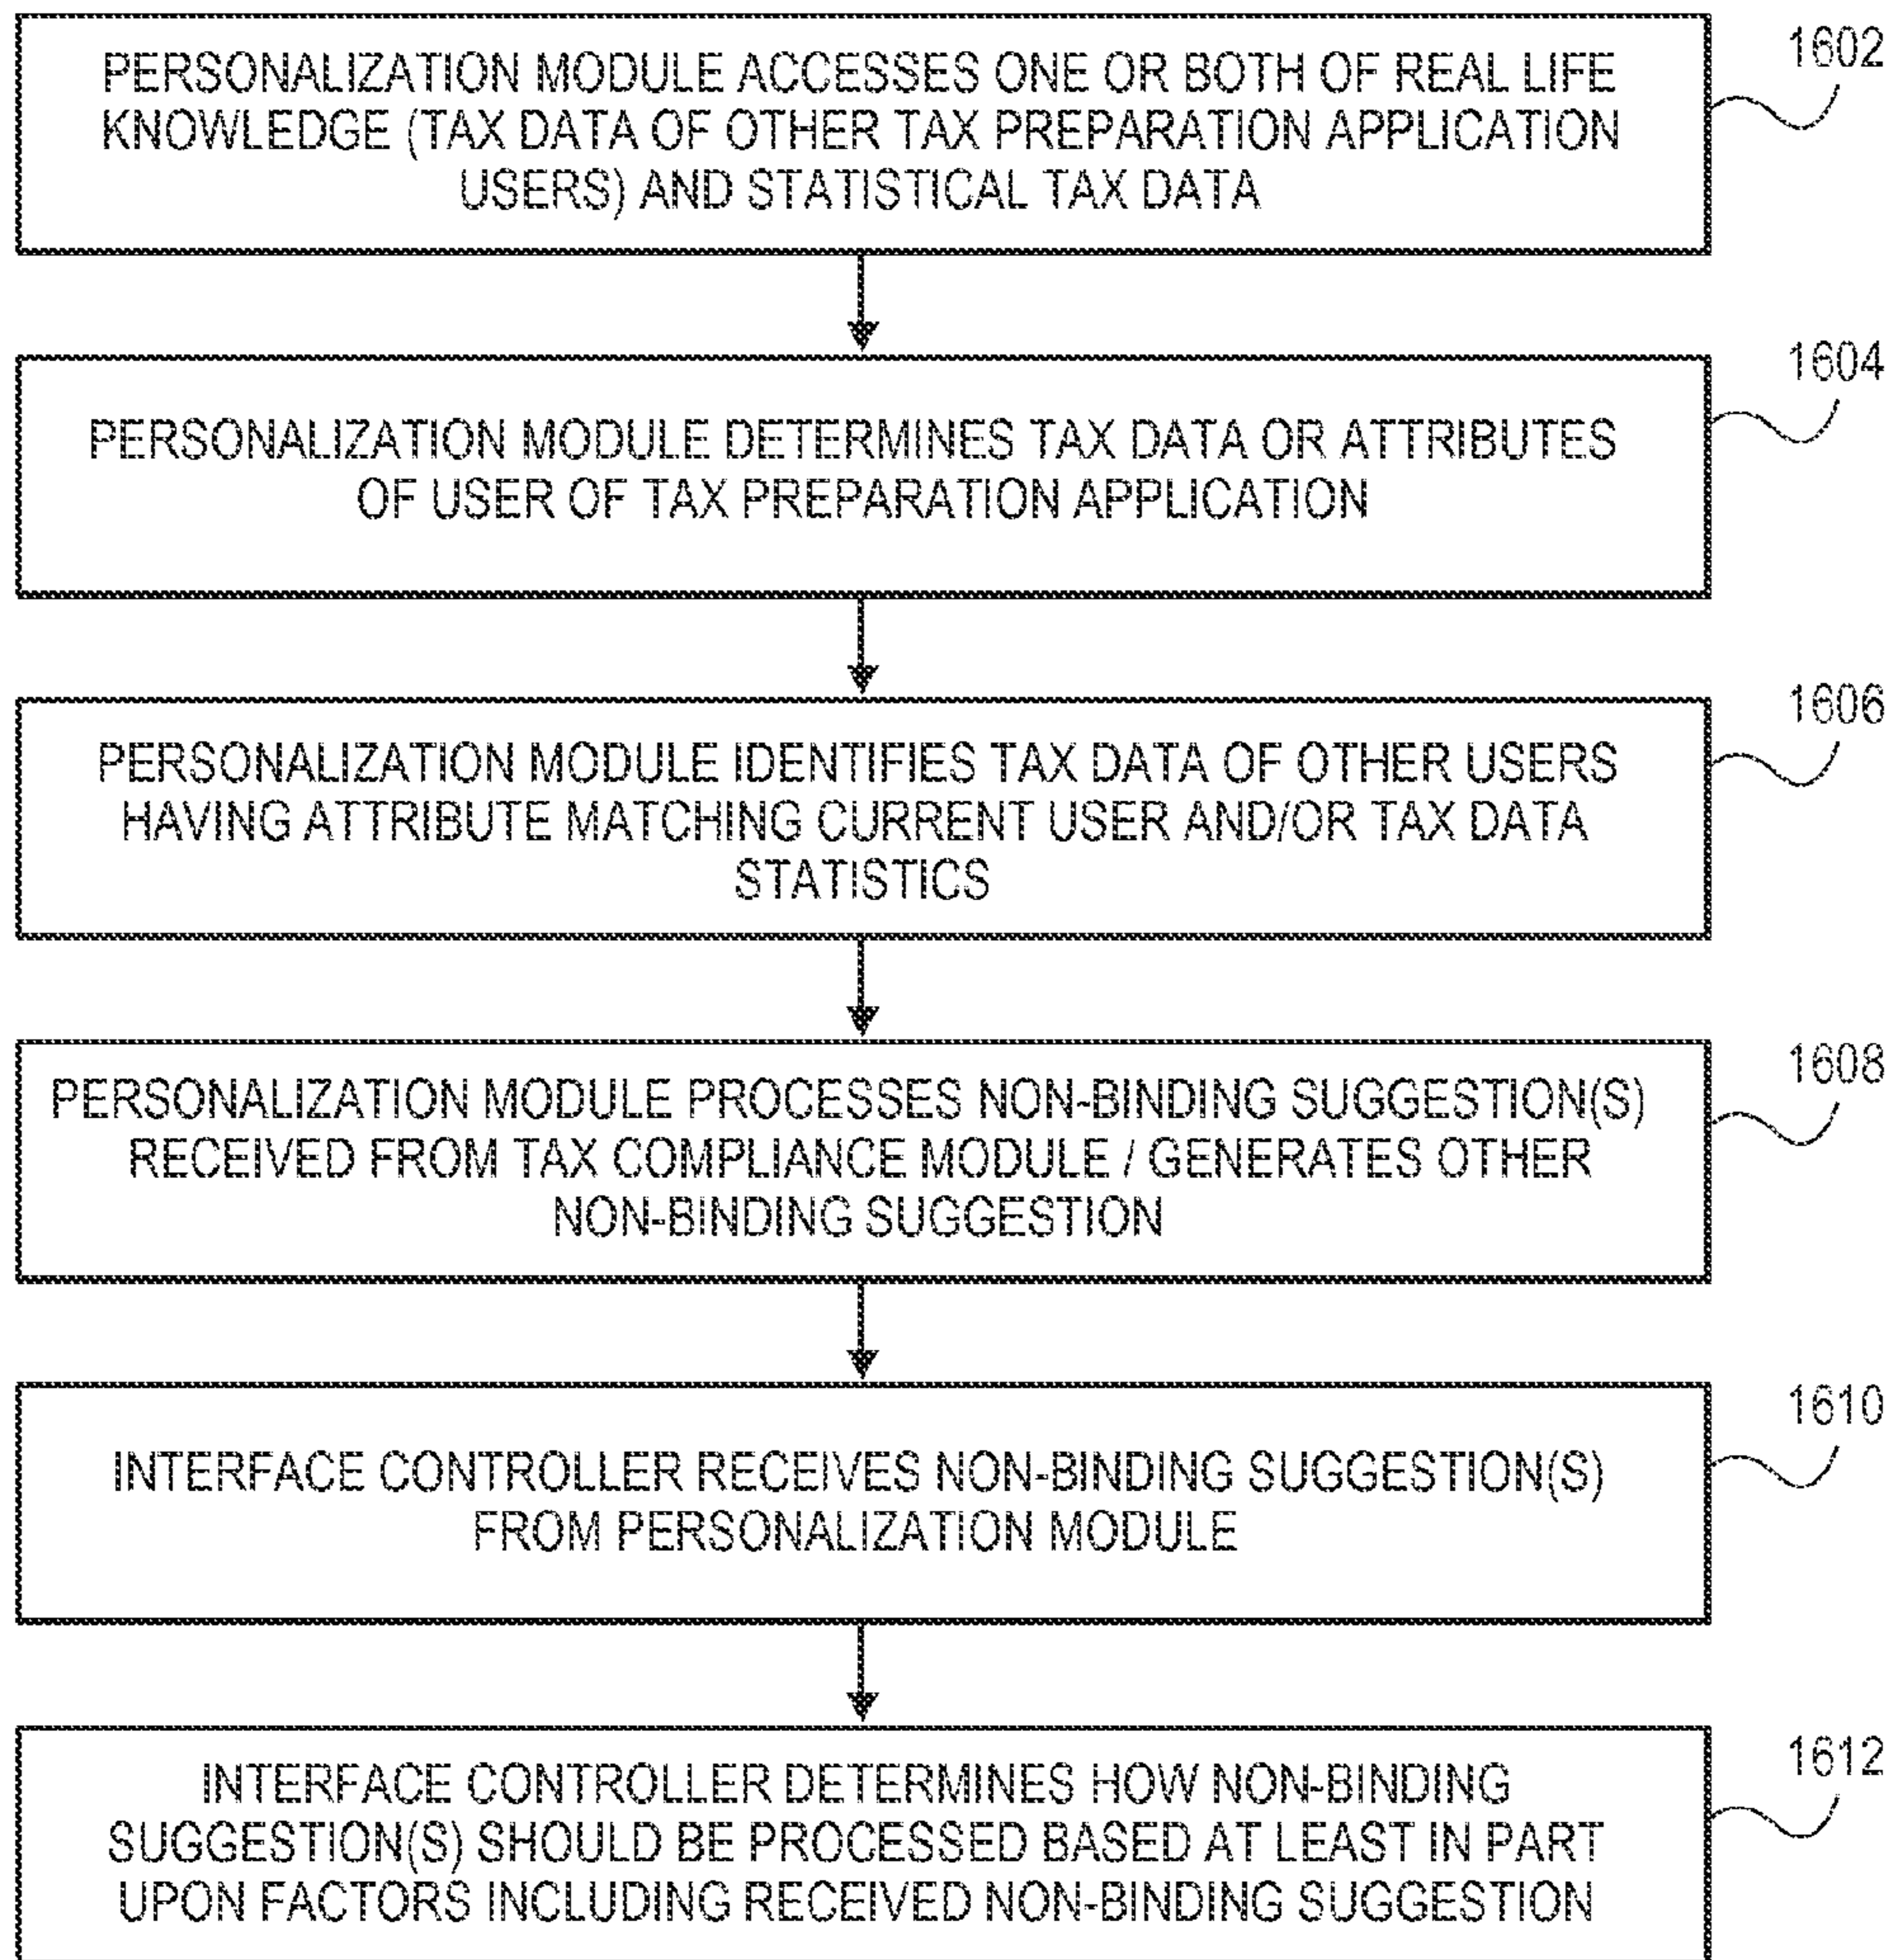 PERSONALIZATION MODULE ACCESSES ONE OR BOTH OF REAL LIFE
KNOWLEDGE (TAX DATA OF OTHER TAX PREPARATION APPLICATION
USERS) AND STATISTICAL TAX DATA
1602
PERSONALIZATION MODULE DETERMINES TAX DATA OR ATTRIBUTES
OF USER OF TAX PREPARATION APPLICATION
1604
PERSONALIZATION MODULE IDENTIFIES TAX DATA OF OTHER USERS
HAVING ATTRIBUTE MATCHING CURRENT USER AND/OR TAX DATA
STATISTICS
1606
PERSONALIZATION MODULE PROCESSES NON-BINDING SUGGESTION(S)
RECEIVED FROM TAX COMPLIANCE MODULE / GENERATES OTHER
NON-BINDING SUGGESTION
1608
INTERFACE CONTROLLER RECEIVES NON-BINDING SUGGESTION(S)
FROM PERSONALIZATION MODULE
1610
INTERFACE CONTROLLER DETERMINES HOW NON-BINDING
SUGGESTION(S) SHOULD BE PROCESSED BASED AT LEAST IN PART
UPON FACTORS INCLUDING RECEIVED NON-BINDING SUGGESTION
1612